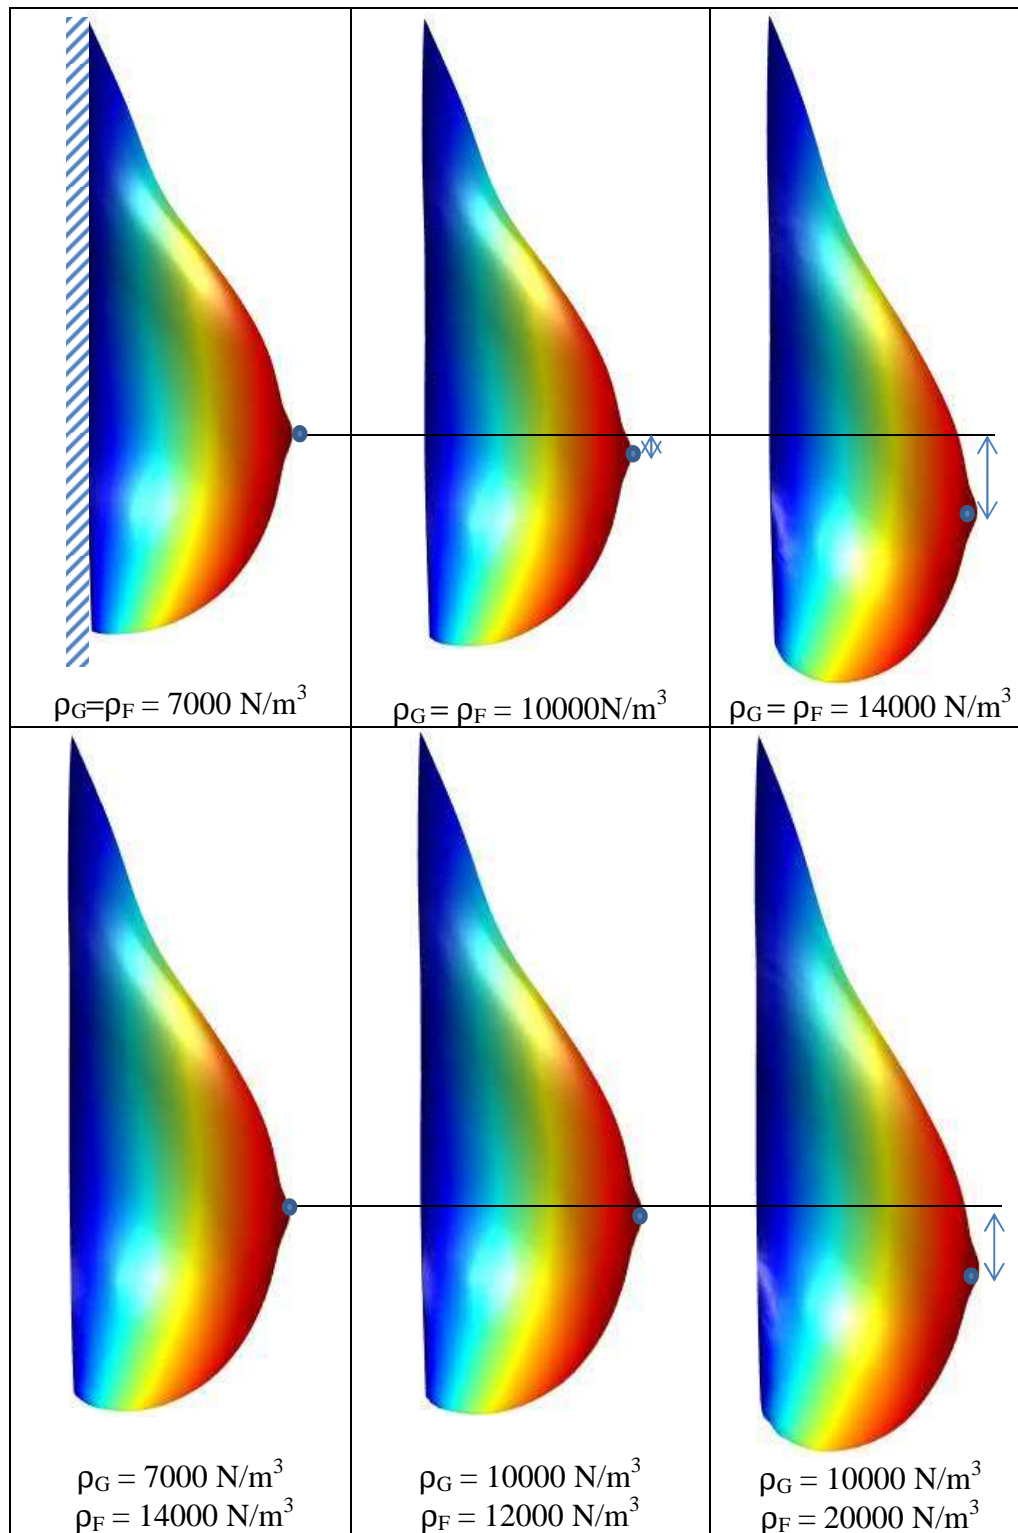 ρG=ρF = 7000 N/m³
ρG = ρF = 10000N/m³
ρG = ρF = 14000 N/m³
ρG = 7000 N/m³
ρF = 14000 N/m³
ρG = 10000 N/m³
ρF = 12000 N/m³
ρG = 10000 N/m³
ρF = 20000 N/m³